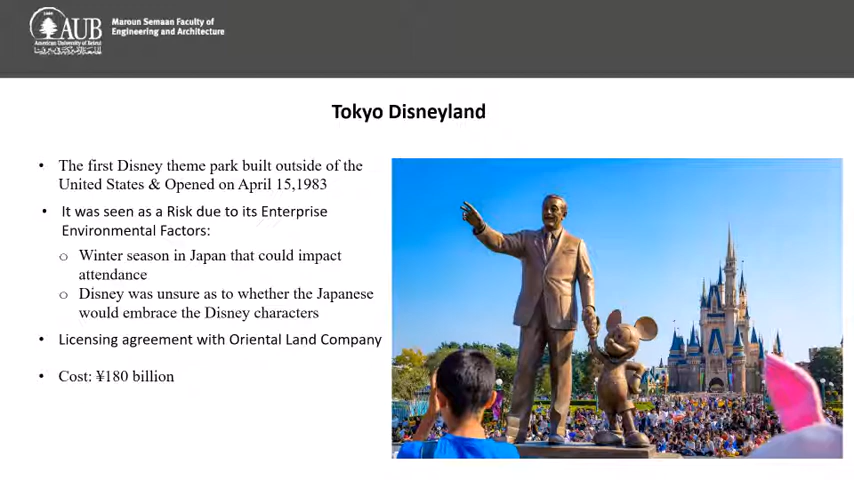 1866
AUB
American University of Beirut
Maroun Semaan Faculty of
Engineering and Architecture
Tokyo Disneyland
• The first Disney theme park built outside of the
United States & Opened on April 15,1983
• It was seen as a Risk due to its Enterprise
Environmental Factors:
o Winter season in Japan that could impact
attendance
o Disney was unsure as to whether the Japanese
would embrace the Disney characters
• Licensing agreement with Oriental Land Company
• Cost: ¥180 billion